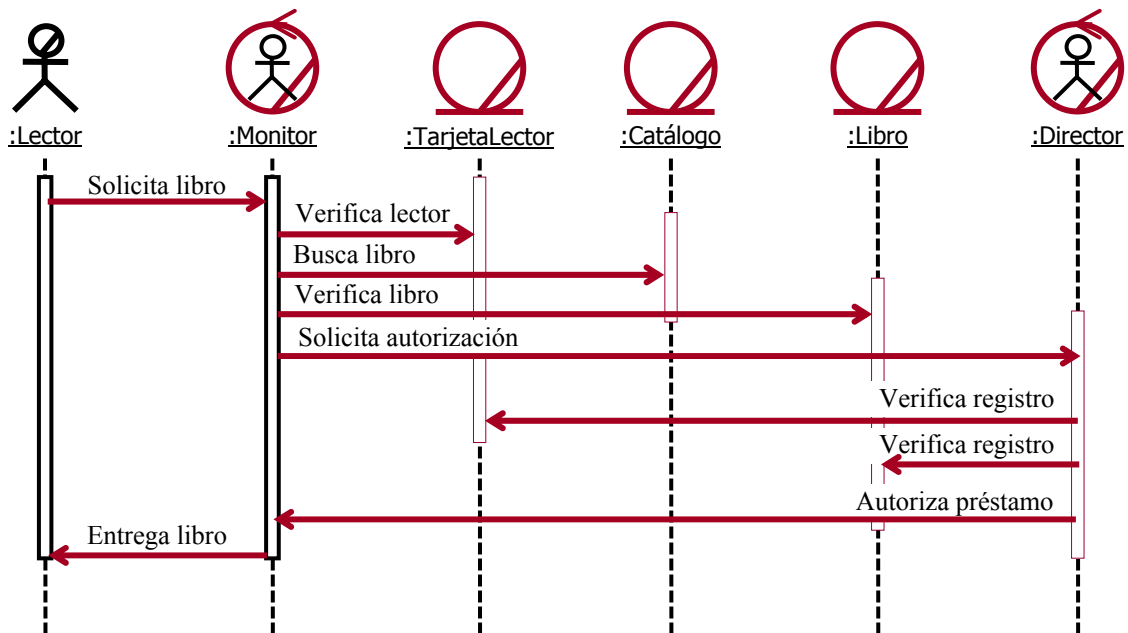 :Lector
:Monitor
:TarjetaLector
:Catálogo
:Libro
:Director
Solicita libro
Verifica lector
Busca libro
Verifica libro
Solicita autorización
Verifica registro
Verifica registro
Autoriza préstamo
Entrega libro